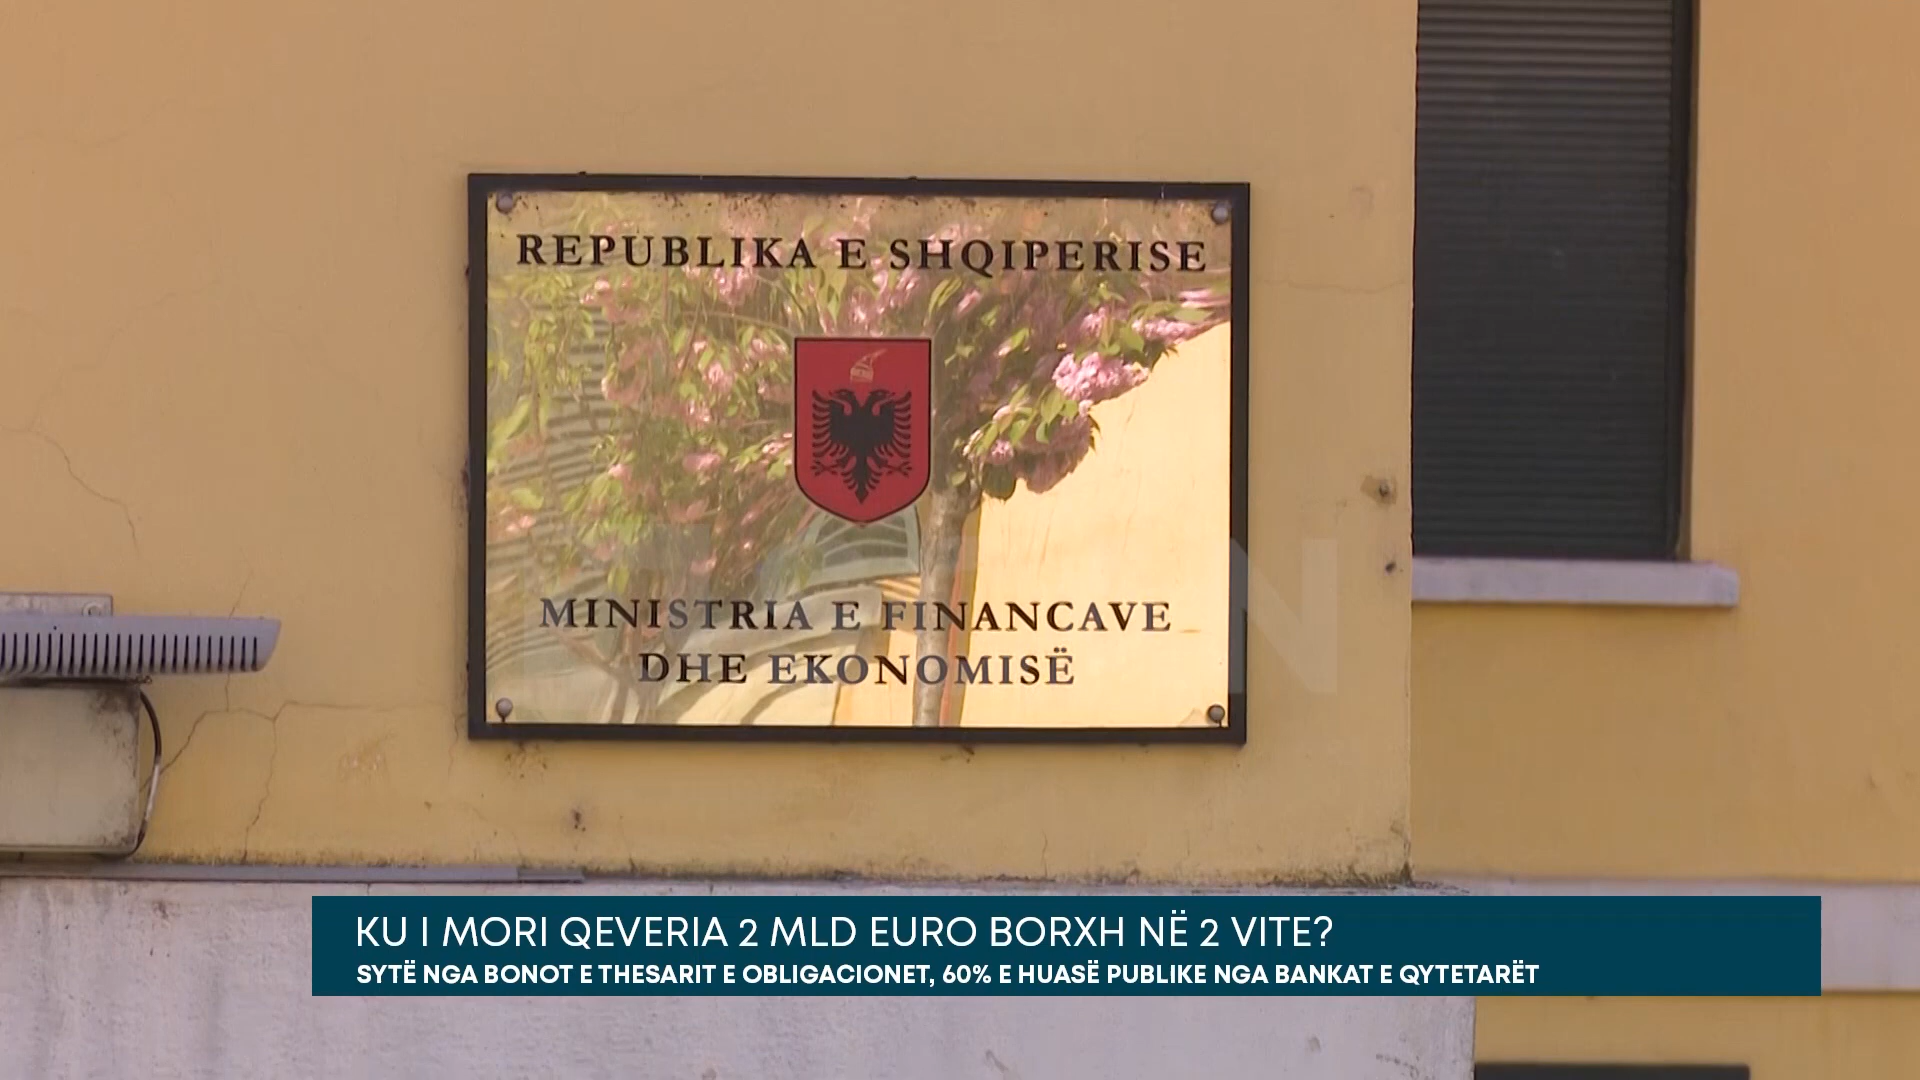 REPUBLIKA E SHQIPERISE
MINISTRIA E FINANCAVE
DHE EKONOMISË
KU I MORI QEVERIA 2 MLD EURO BORXH NË 2 VITE?
SYTË NGA BONOT E THESARIT E OBLIGACIONET, 60% E HUASË PUBLIKE NGA BANKAT E QYTETARËT